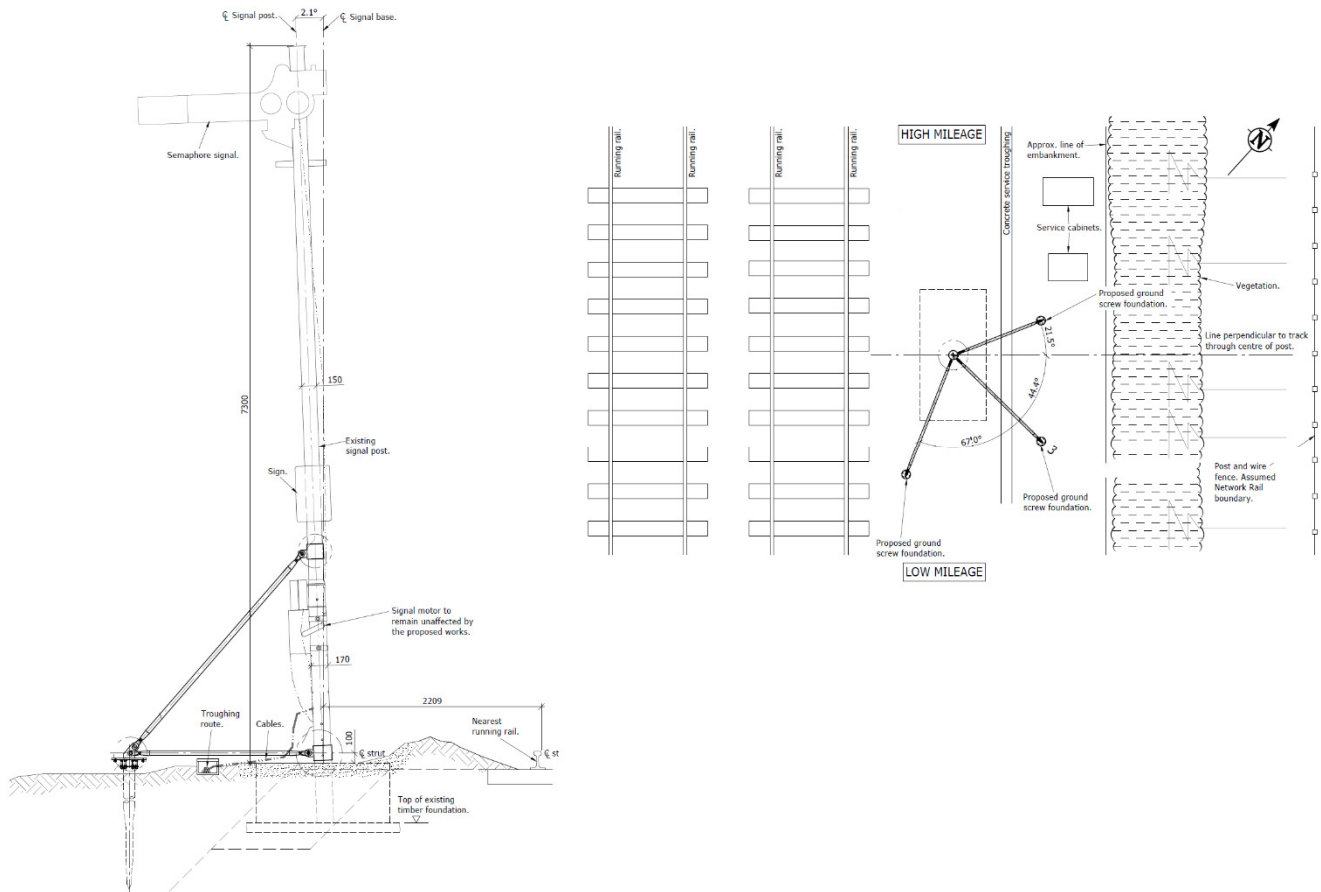 ℄ Signal post.
2.1°
℄ Signal base.
Semaphore signal.
7300
150
Existing
signal post.
Sign.
Signal motor to
remain unaffected by
the proposed works.
170
2209
Troughing
route.
Cables.
100
℄ strut
Nearest
running rail.
℄ st
Top of existing
timber foundation.
Running rail.
Running rail.
Running rail.
Running rail.
HIGH MILEAGE
Concrete service troughing
Approx. line of
embankment.
N
Service cabinets.
Vegetation.
Proposed ground
screw foundation.
21.5°
Line perpendicular to track
through centre of post.
44.4°
67.0°
3
Proposed ground
screw foundation.
Post and wire
fence. Assumed
Network Rail
boundary.
Proposed ground
screw foundation.
LOW MILEAGE